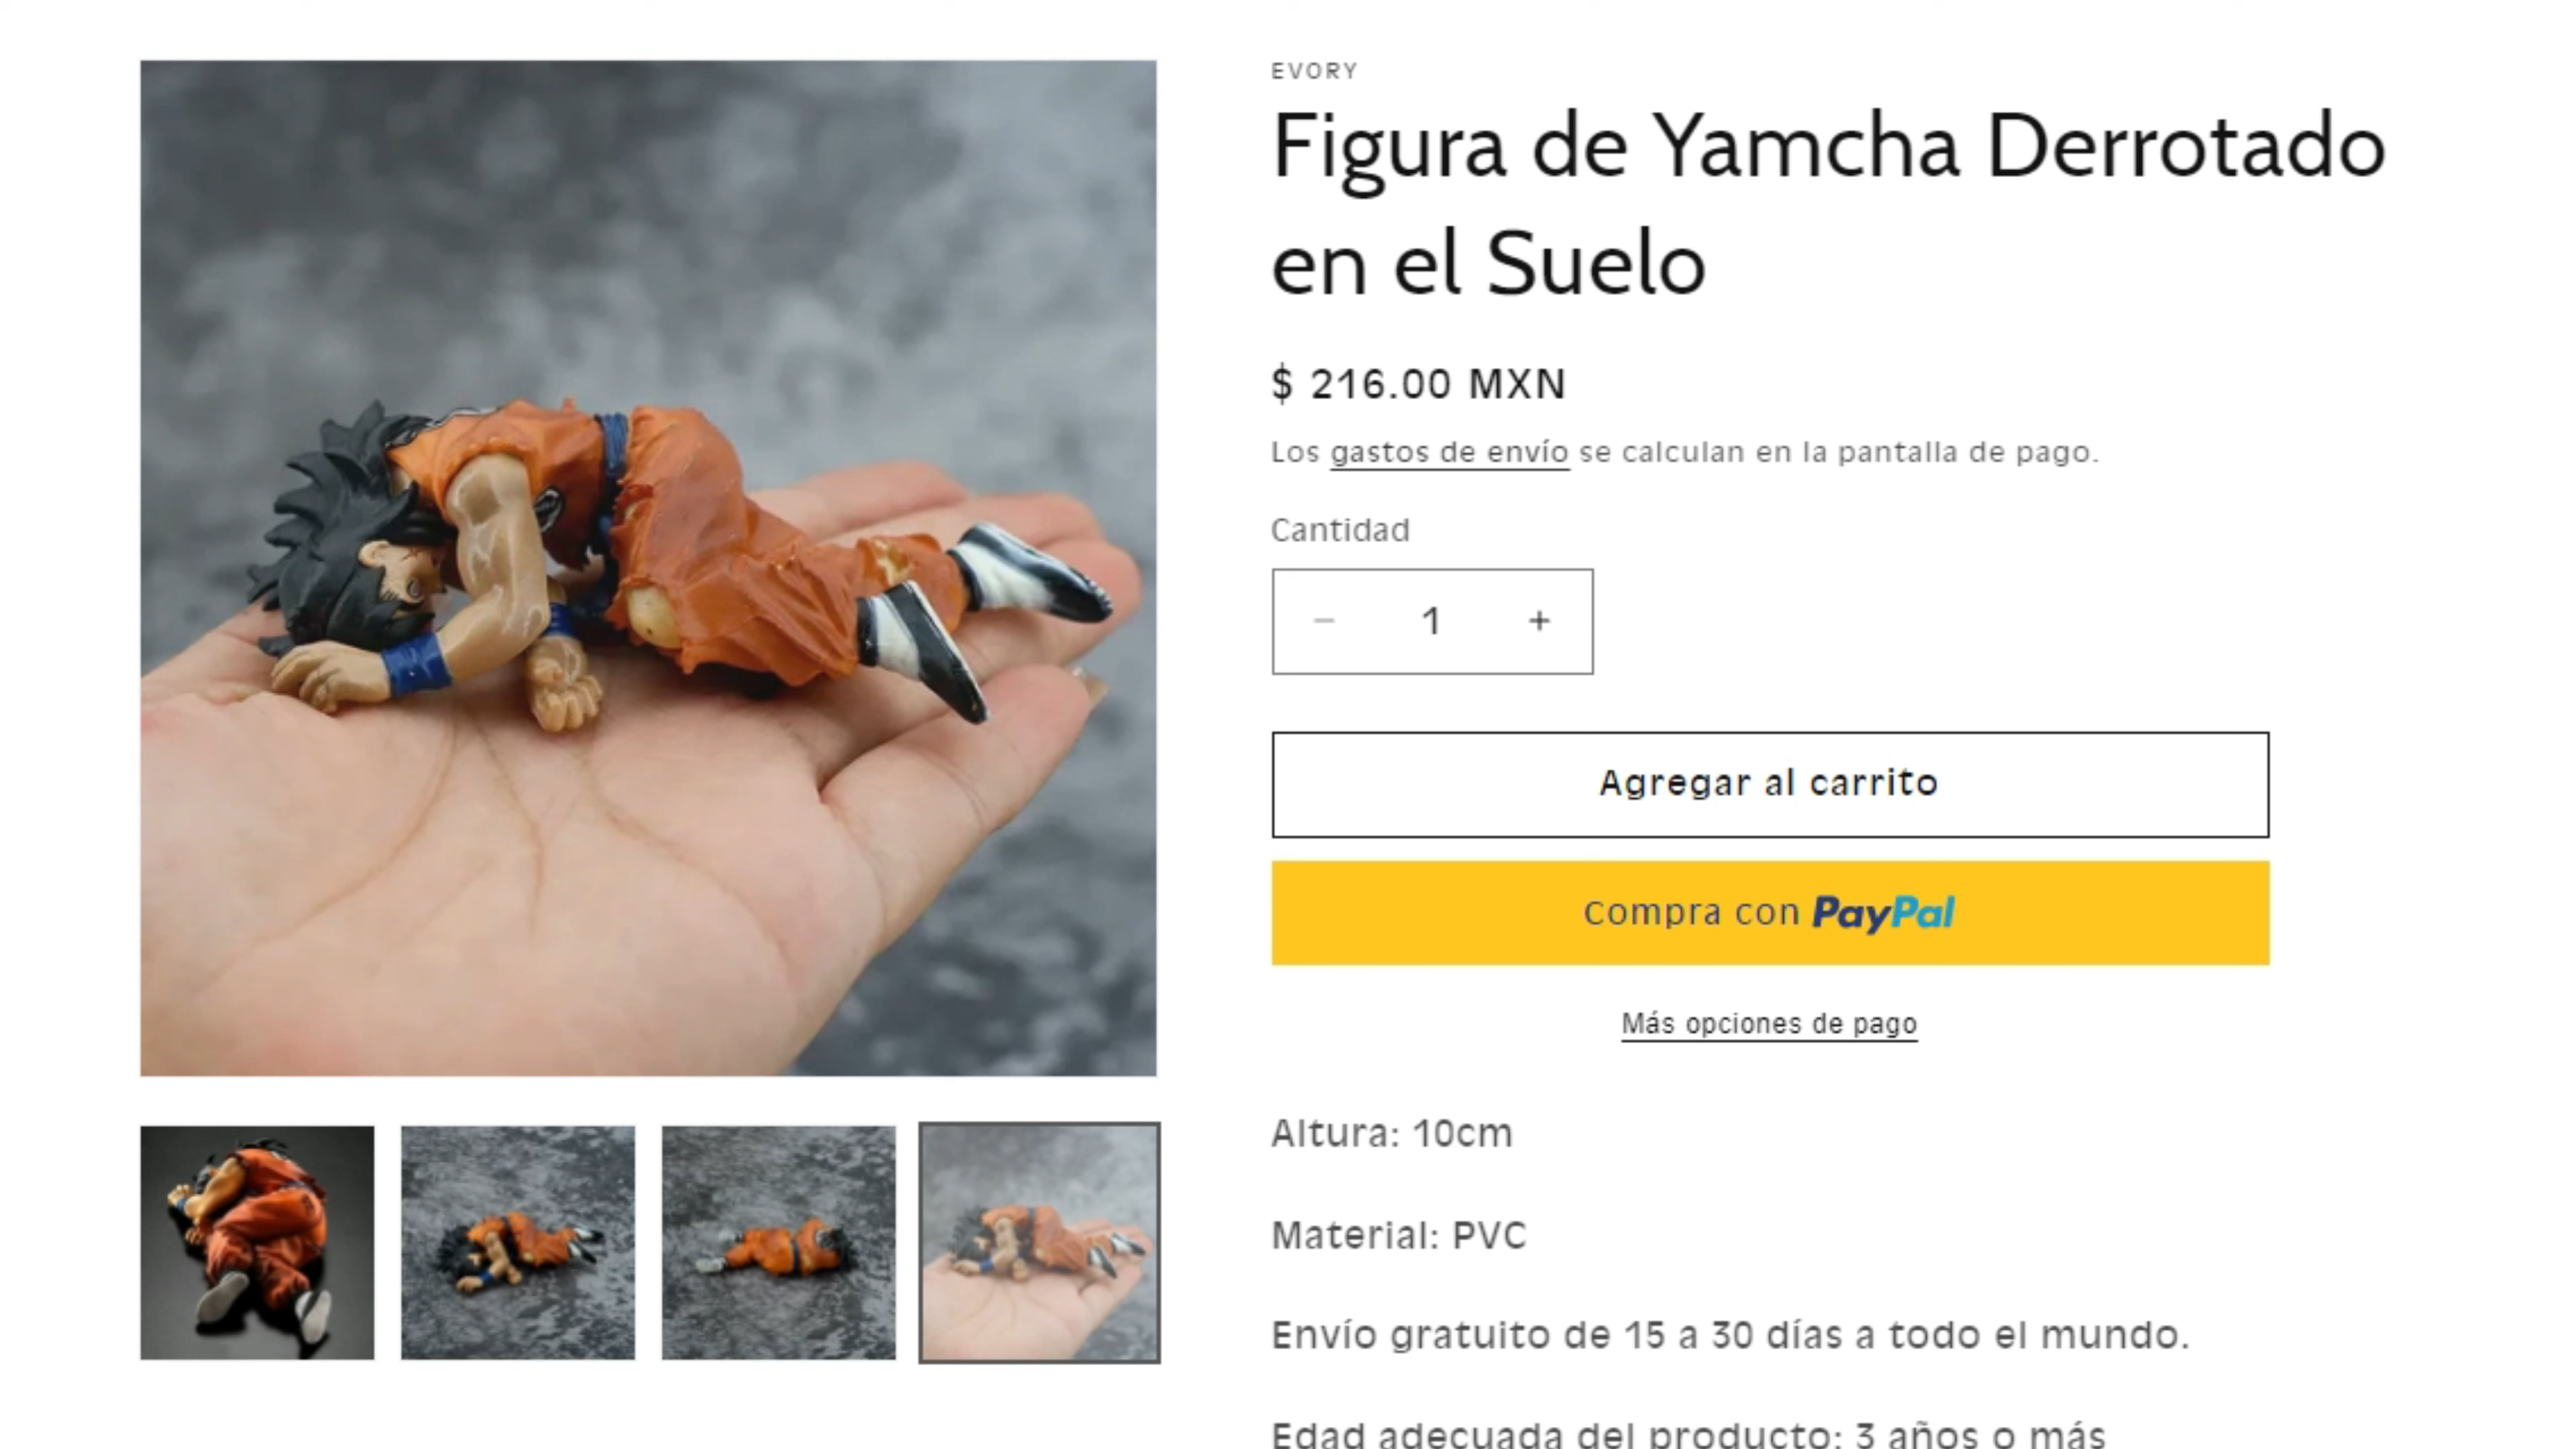 EVORY
Figura de Yamcha Derrotado
en el Suelo
$ 216.00 MXN
Los gastos de envío se calculan en la pantalla de pago.
Cantidad
− 1 +
Agregar al carrito
Compra con PayPal
Más opciones de pago
Altura: 10cm
Material: PVC
Envío gratuito de 15 a 30 días a todo el mundo.
Edad adecuada del producto: 3 años o más